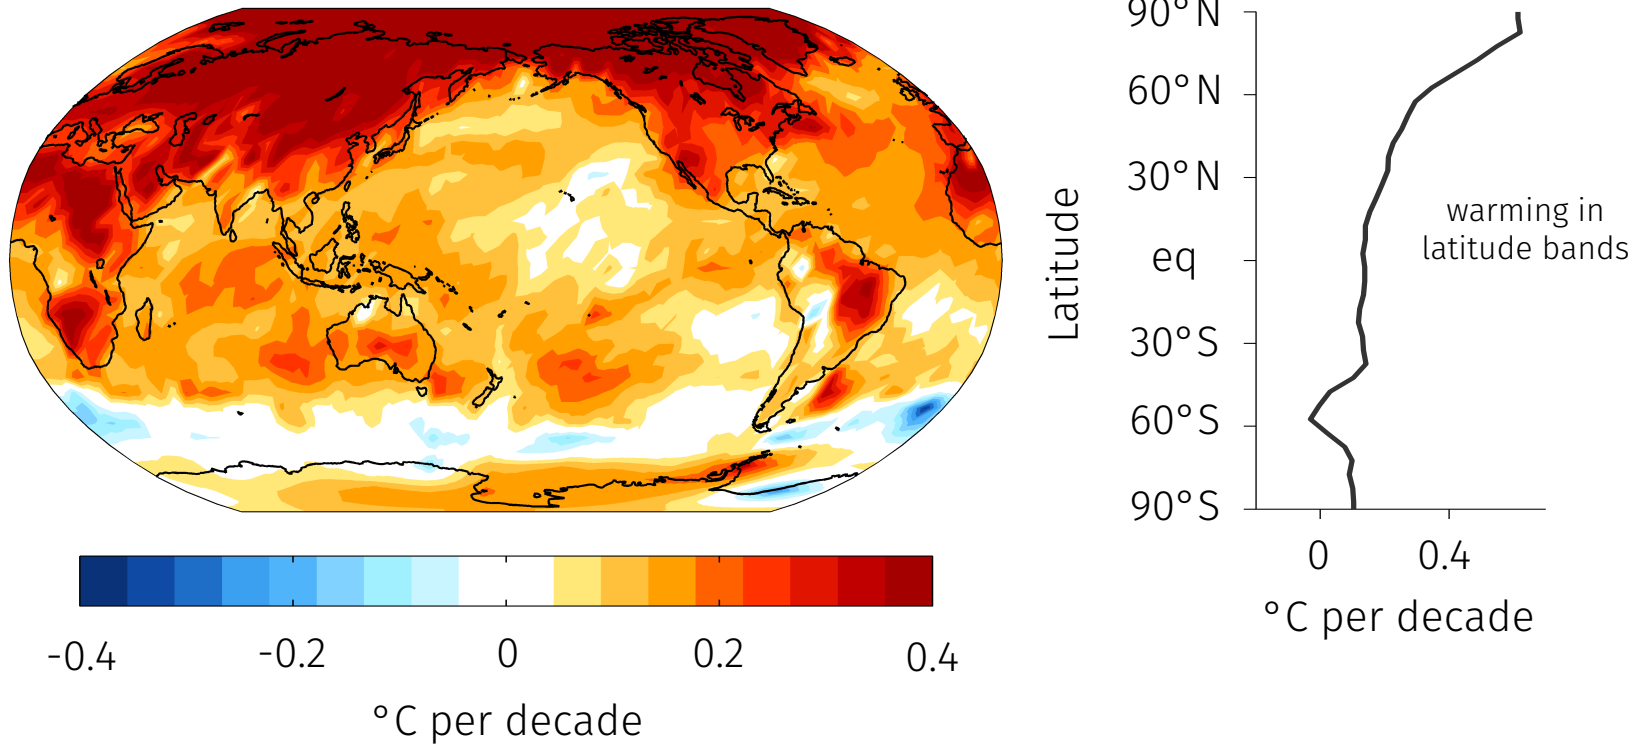 -0.4
-0.2
0
0.2
0.4
°C per decade
Latitude
90°N
60°N
30°N
eq
30°S
60°S
90°S
warming in
latitude bands
0
0.4
°C per decade